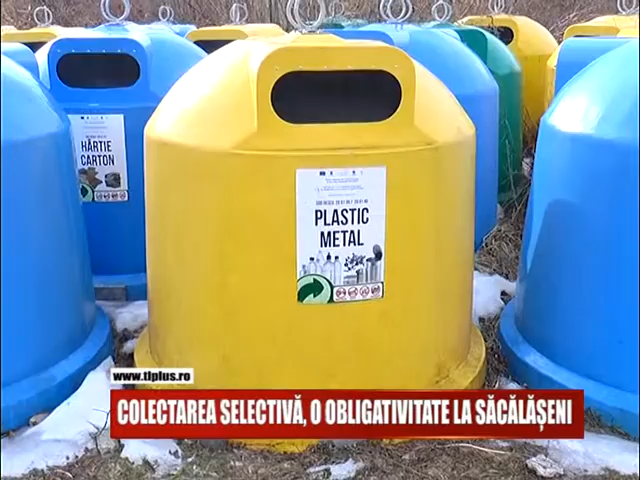 HÂRTIE
CARTON
PLASTIC
METAL
www.tlplus.ro
COLECTAREA SELECTIVĂ, O OBLIGATIVITATE LA SĂCĂLĂȘENI